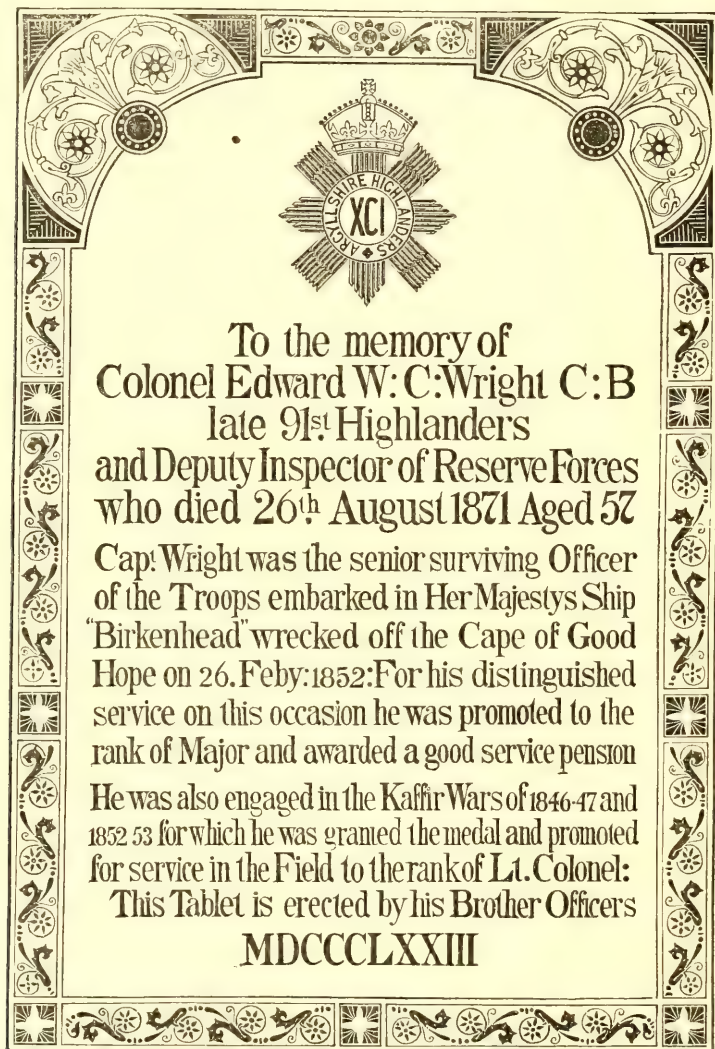 ARGYLLSHIRE HIGHLANDERS
XCI
To the memory of
Colonel Edward W: C: Wright C:B
late 91st Highlanders
and Deputy Inspector of Reserve Forces
who died 26th August 1871 Aged 57
Capt Wright was the senior surviving Officer
of the Troops embarked in Her Majestys Ship
"Birkenhead" wrecked off the Cape of Good
Hope on 26. Feby: 1852: For his distinguished
service on this occasion he was promoted to the
rank of Major and awarded a good service pension
He was also engaged in the Kaffir Wars of 1846-47 and
1852 53 for which he was granted the medal and promoted
for service in the Field to the rank of Lt. Colonel:
This Tablet is erected by his Brother Officers
MDCCCLXXIII